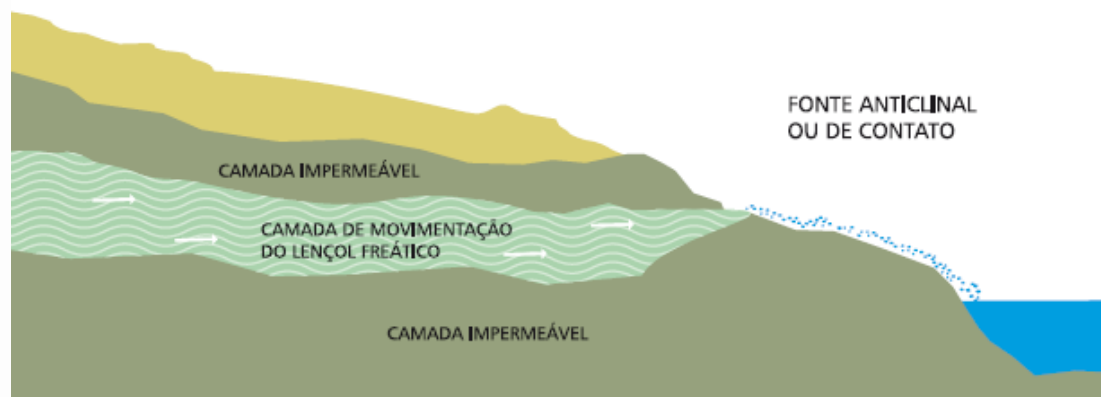 FONTE ANTICLINAL
OU DE CONTATO
CAMADA IMPERMEÁVEL
CAMADA DE MOVIMENTAÇÃO
DO LENÇOL FREÁTICO
CAMADA IMPERMEÁVEL